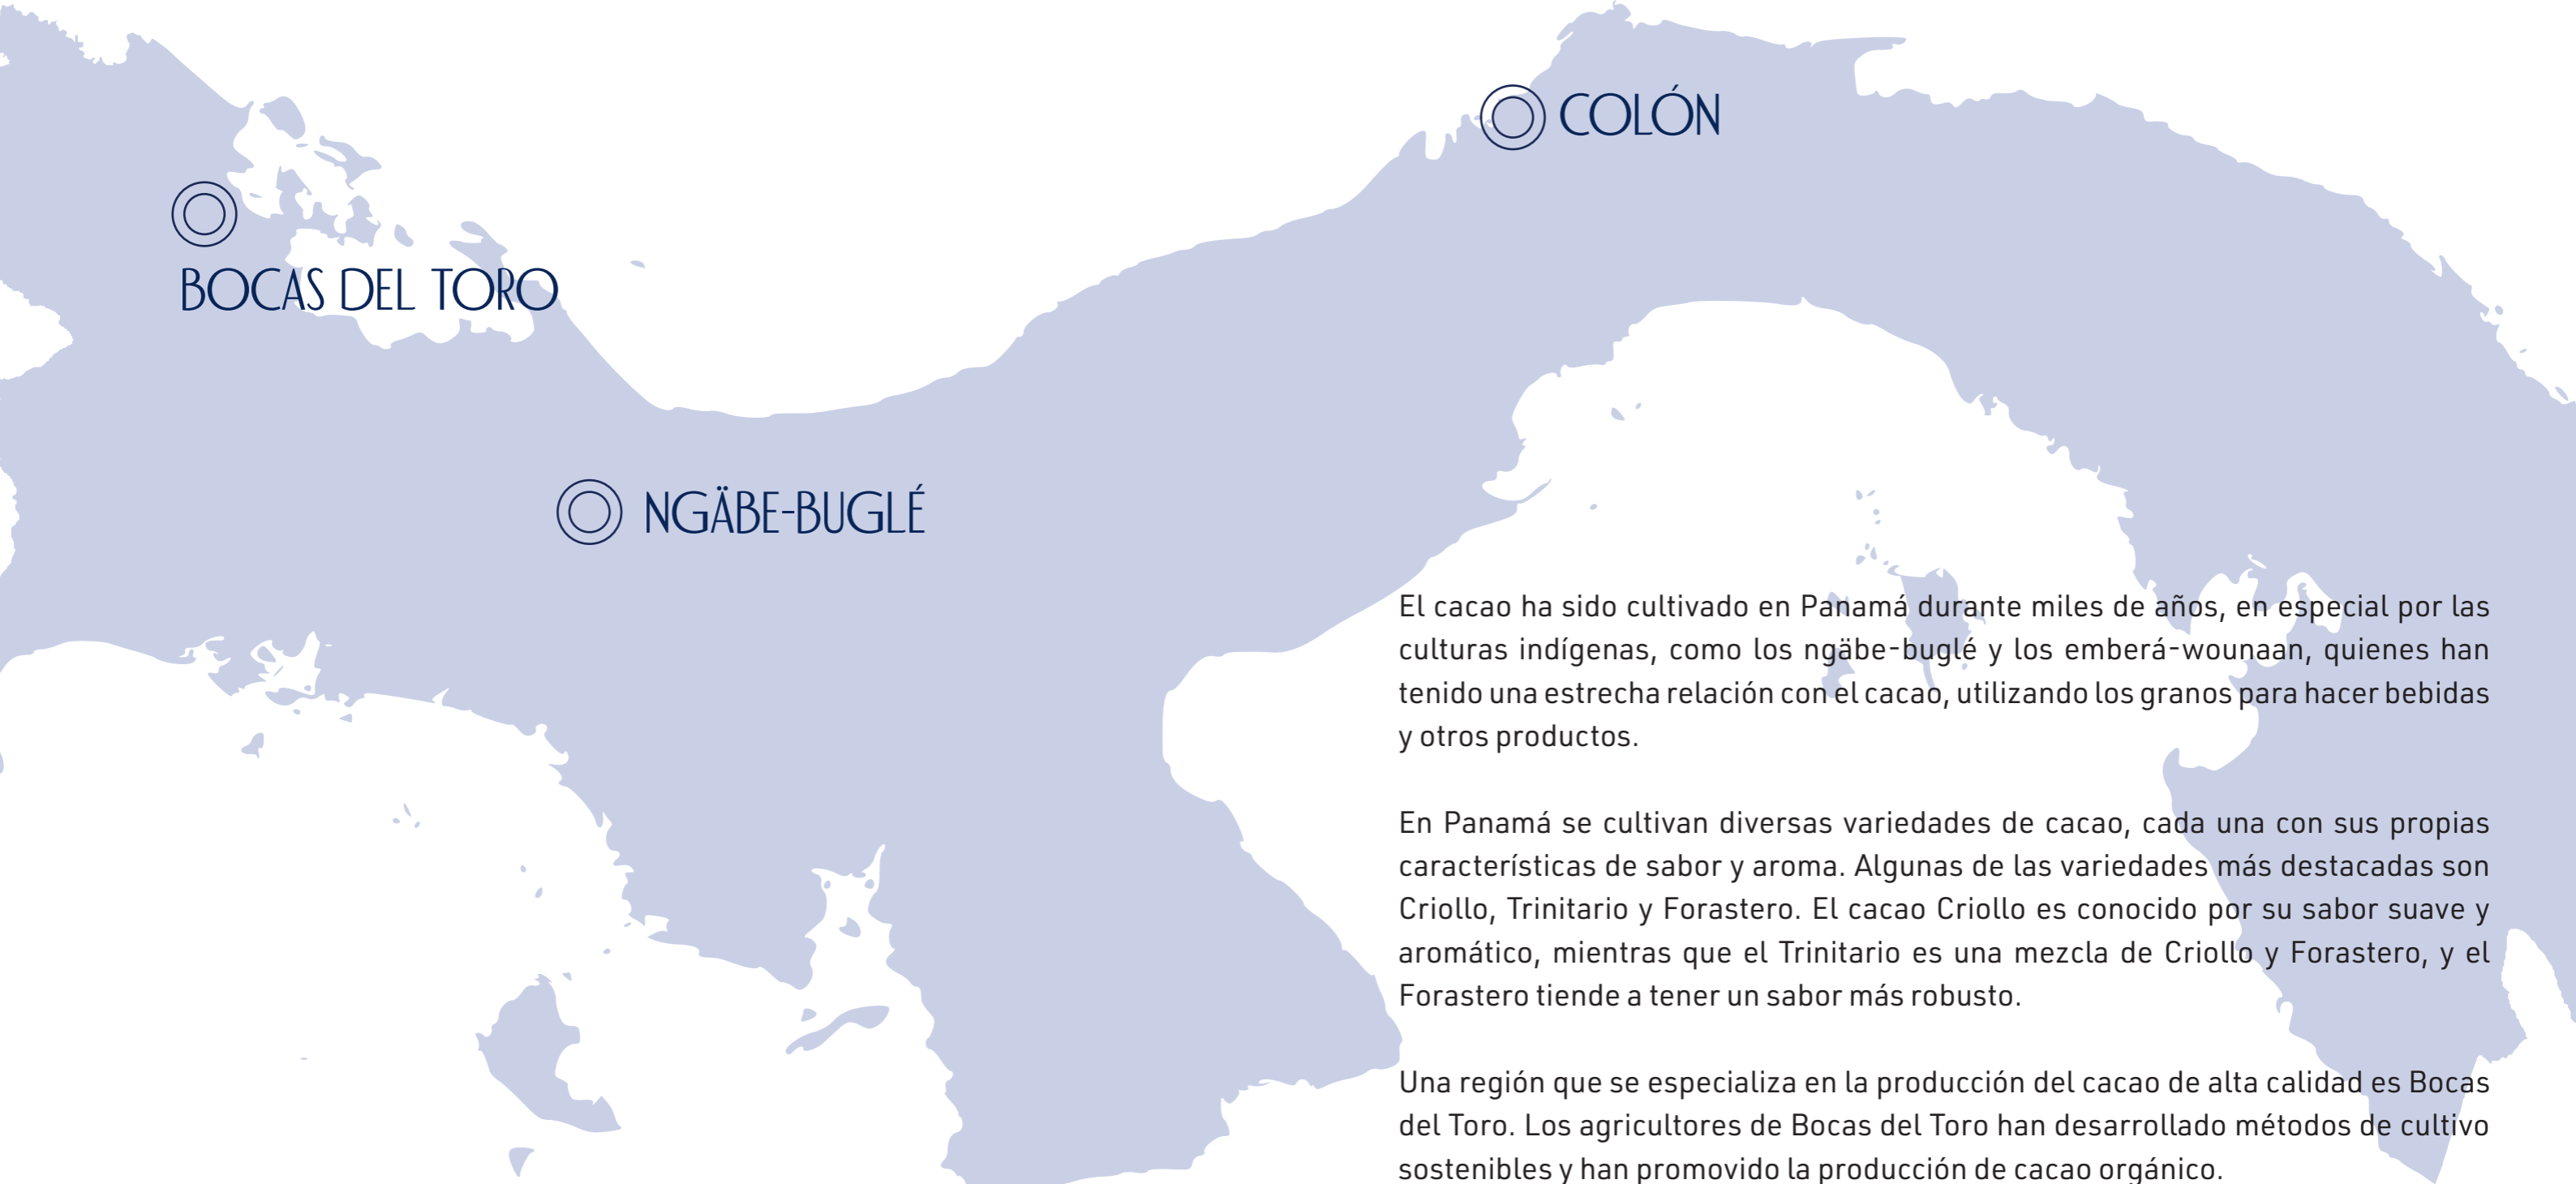 COLÓN
BOCAS DEL TORO
NGÄBE-BUGLÉ
El cacao ha sido cultivado en Panamá durante miles de años, en especial por las
culturas indígenas, como los ngäbe-buglé y los emberá-wounaan, quienes han
tenido una estrecha relación con el cacao, utilizando los granos para hacer bebidas
y otros productos.
En Panamá se cultivan diversas variedades de cacao, cada una con sus propias
características de sabor y aroma. Algunas de las variedades más destacadas son
Criollo, Trinitario y Forastero. El cacao Criollo es conocido por su sabor suave y
aromático, mientras que el Trinitario es una mezcla de Criollo y Forastero, y el
Forastero tiende a tener un sabor más robusto.
Una región que se especializa en la producción del cacao de alta calidad es Bocas
del Toro. Los agricultores de Bocas del Toro han desarrollado métodos de cultivo
sostenibles y han promovido la producción de cacao orgánico.